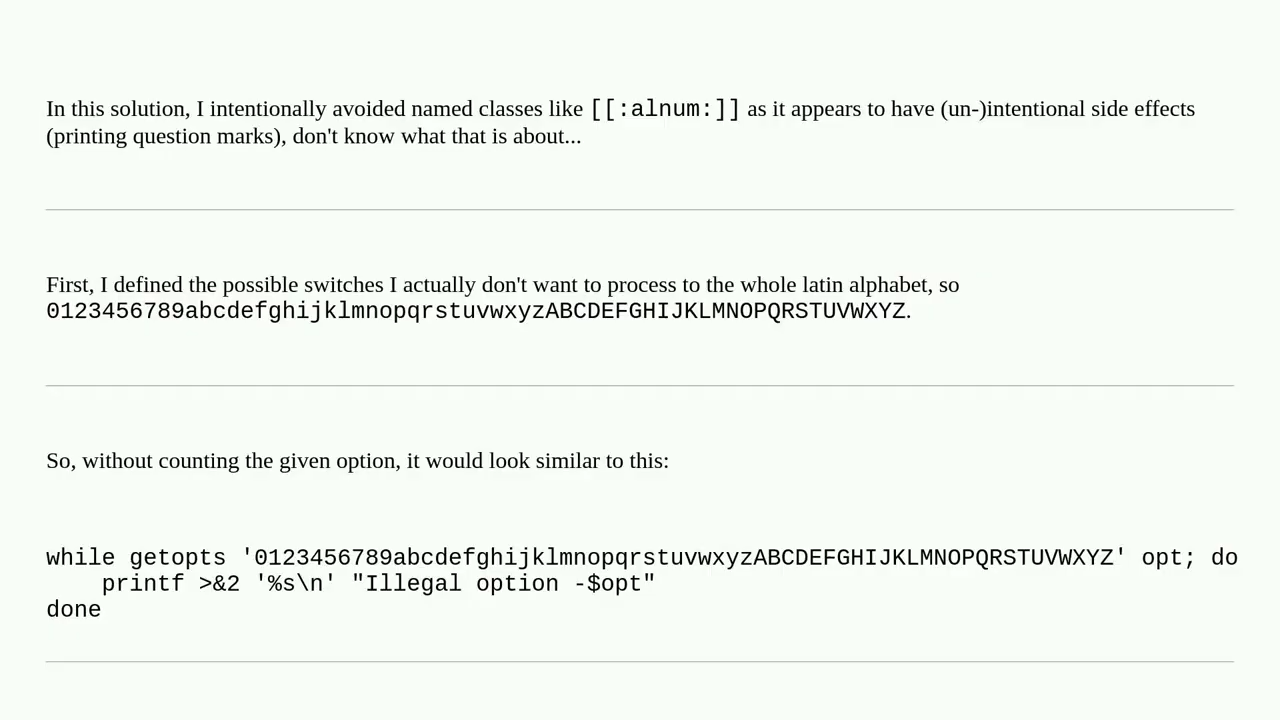 In this solution, I intentionally avoided named classes like [[:alnum:]] as it appears to have (un-)intentional side effects
(printing question marks), don't know what that is about...
First, I defined the possible switches I actually don't want to process to the whole latin alphabet, so
0123456789abcdefghijklmnopqrstuvwxyzABCDEFGHIJKLMNOPQRSTUVWXYZ.
So, without counting the given option, it would look similar to this:
while getopts '0123456789abcdefghijklmnopqrstuvwxyzABCDEFGHIJKLMNOPQRSTUVWXYZ' opt; do
    printf >&2 '%s\n' "Illegal option -$opt"
done